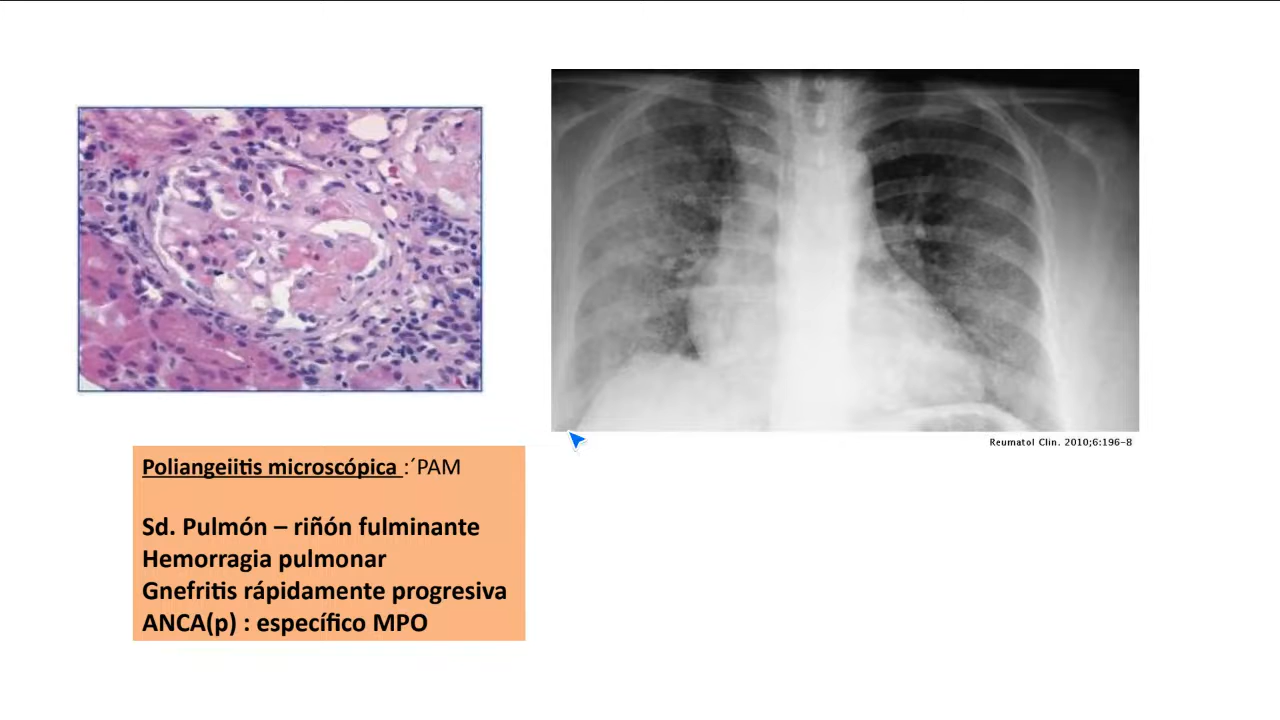 Reumatol Clin. 2010;6:196-8
Poliangeiitis microscópica :´PAM
Sd. Pulmón – riñón fulminante
Hemorragia pulmonar
Gnefritis rápidamente progresiva
ANCA(p) : específico MPO